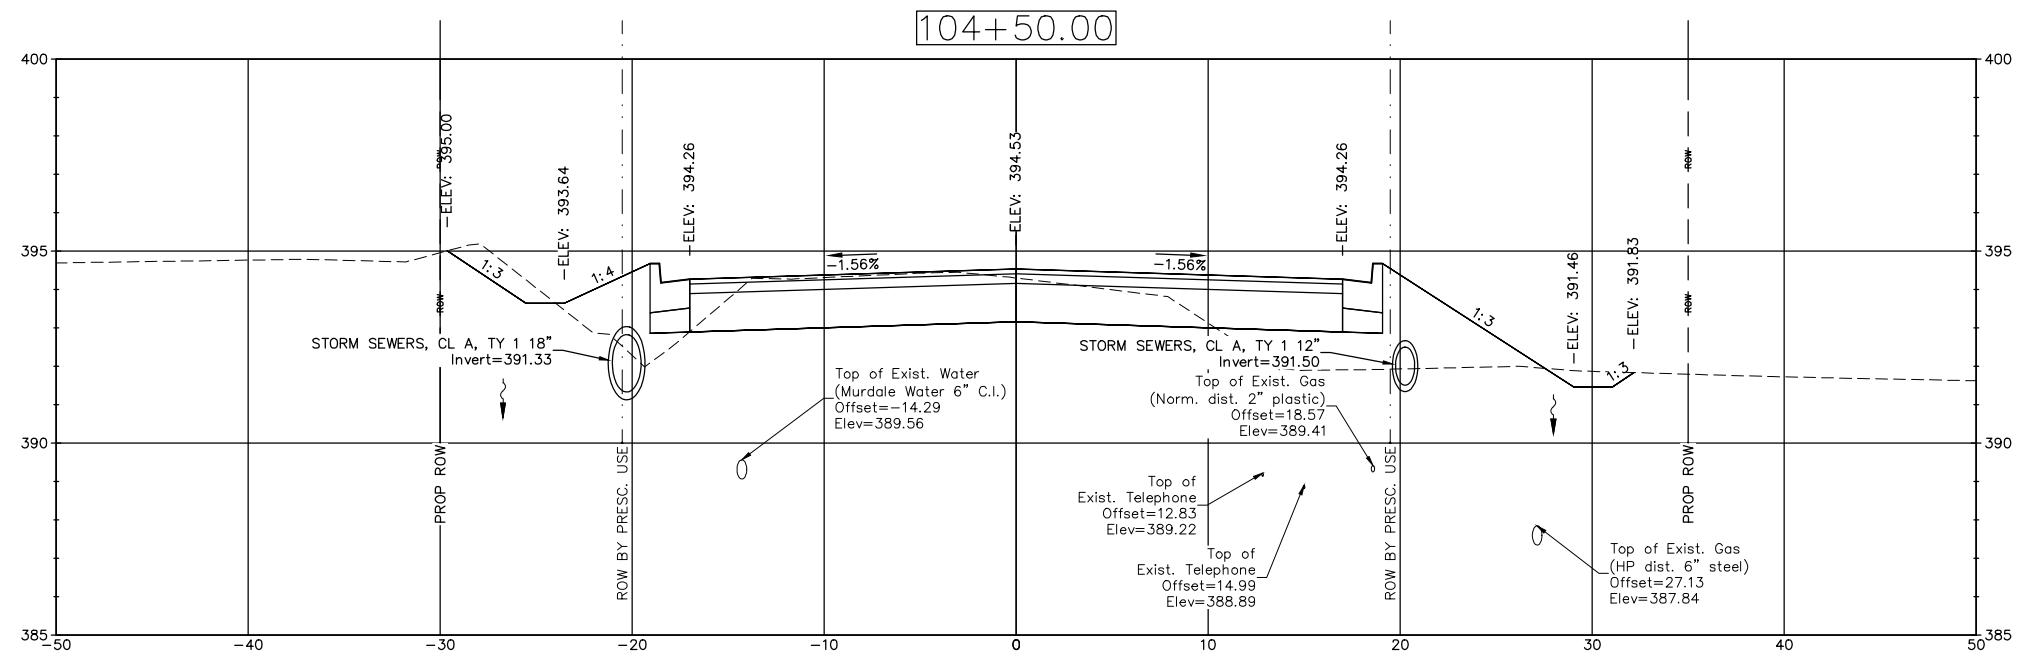 104+50.00
400
400
ELEV: 395.00
ROW
ELEV: 393.64
ELEV: 394.26
ELEV: 394.53
ELEV: 394.26
ROW
395
395
1:3
1:4
-1.56%
-1.56%
ELEV: 391.46
ELEV: 391.83
ROW
ROW
1:3
1:3
STORM SEWERS, CL A, TY 1 18"
Invert=391.33
STORM SEWERS, CL A, TY 1 12"
Invert=391.50
Top of Exist. Water
(Murdale Water 6" C.I.)
Offset=-14.29
Elev=389.56
Top of Exist. Gas
(Norm. dist. 2" plastic)
Offset=18.57
Elev=389.41
390
390
PROP ROW
ROW BY PRESC. USE
Top of
Exist. Telephone
Offset=12.83
Elev=389.22
Top of
Exist. Telephone
Offset=14.99
Elev=388.89
ROW BY PRESC. USE
PROP ROW
Top of Exist. Gas
(HP dist. 6" steel)
Offset=27.13
Elev=387.84
385
385
-50
-40
-30
-20
-10
0
10
20
30
40
50